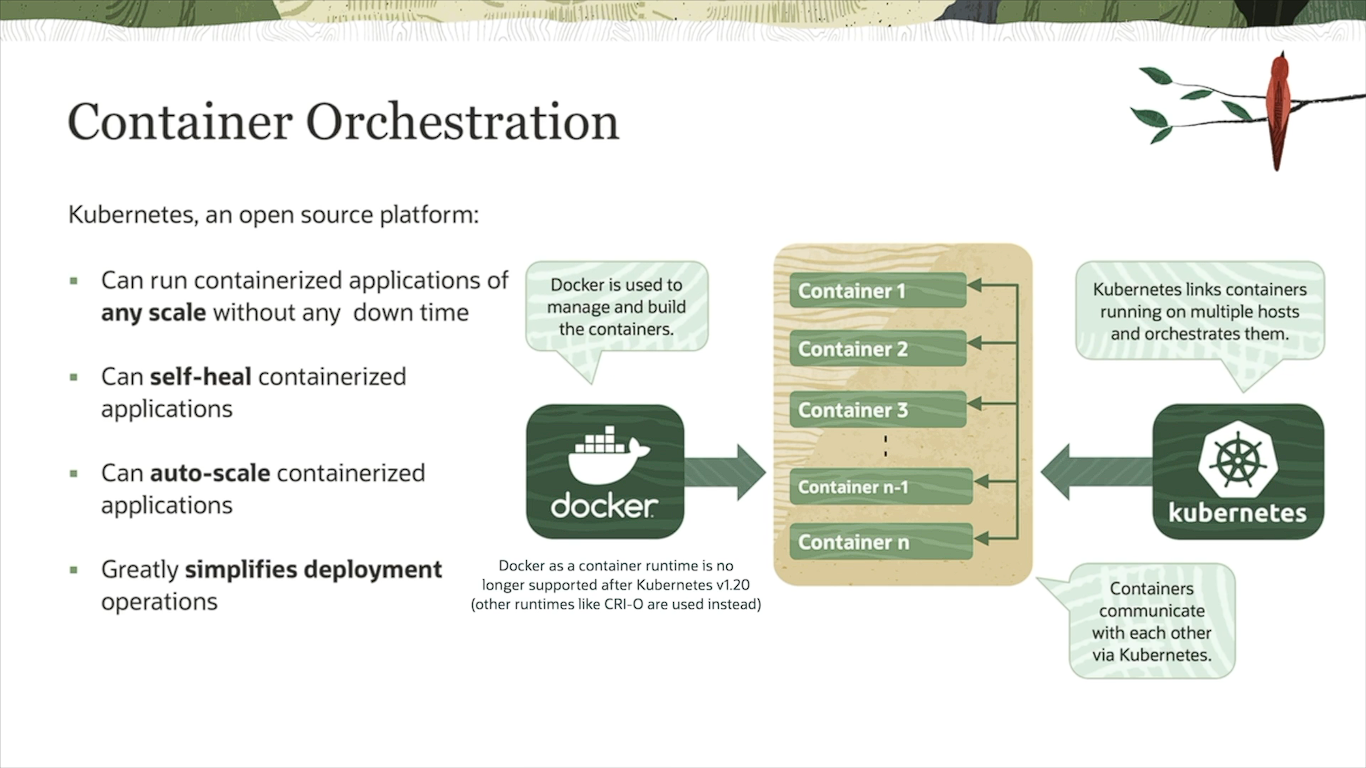 Container Orchestration
Kubernetes, an open source platform:
Can run containerized applications of
any scale without any  down time
Can self-heal containerized
applications
Can auto-scale containerized
applications
Greatly simplifies deployment
operations
Docker is used to
manage and build
the containers.
docker
Docker as a container runtime is no
longer supported after Kubernetes v1.20
(other runtimes like CRI-O are used instead)
Container 1
Container 2
Container 3
Container n-1
Container n
Kubernetes links containers
running on multiple hosts
and orchestrates them.
kubernetes
Containers
communicate
with each other
via Kubernetes.